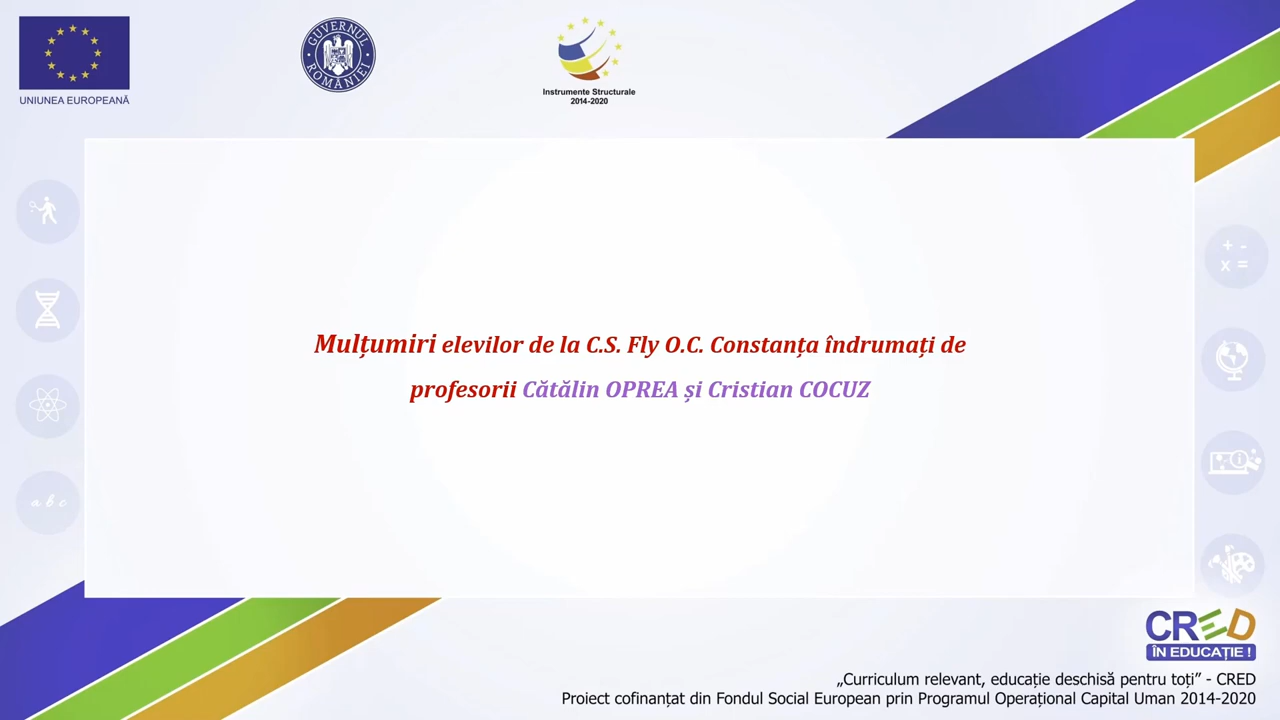 UNIUNEA EUROPEANĂ
GUVERNUL ROMÂNIEI
Instrumente Structurale
2014-2020
+ -
x =
a b c
Mulțumiri elevilor de la C.S. Fly O.C. Constanța îndrumați de
profesorii Cătălin OPREA și Cristian COCUZ
CRED
ÎN EDUCAȚIE !
„Curriculum relevant, educație deschisă pentru toți” - CRED
Proiect cofinanțat din Fondul Social European prin Programul Operațional Capital Uman 2014-2020